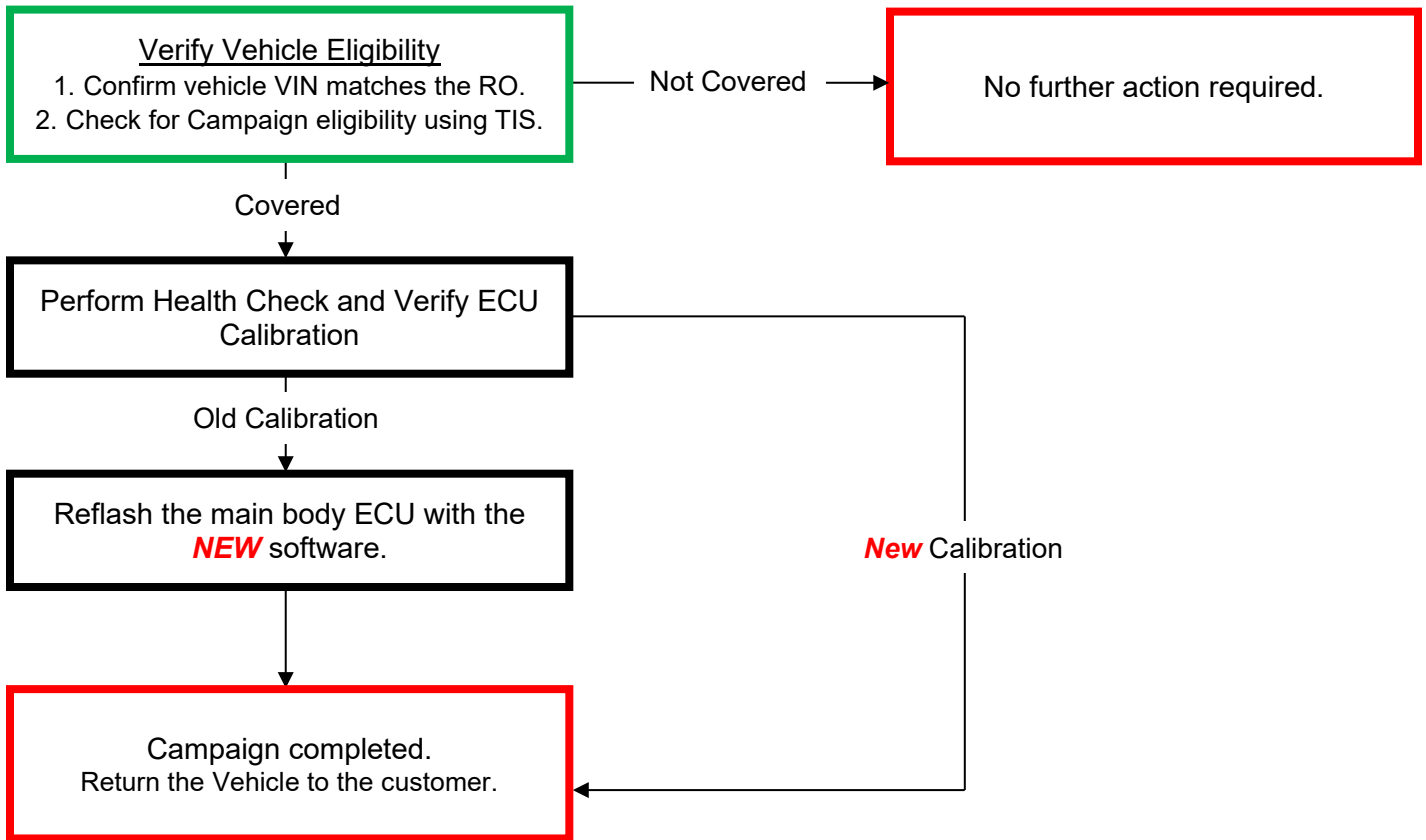 Verify Vehicle Eligibility
1. Confirm vehicle VIN matches the RO.
2. Check for Campaign eligibility using TIS.
Not Covered
No further action required.
Covered
Perform Health Check and Verify ECU
Calibration
Old Calibration
Reflash the main body ECU with the
NEW software.
New Calibration
Campaign completed.
Return the Vehicle to the customer.